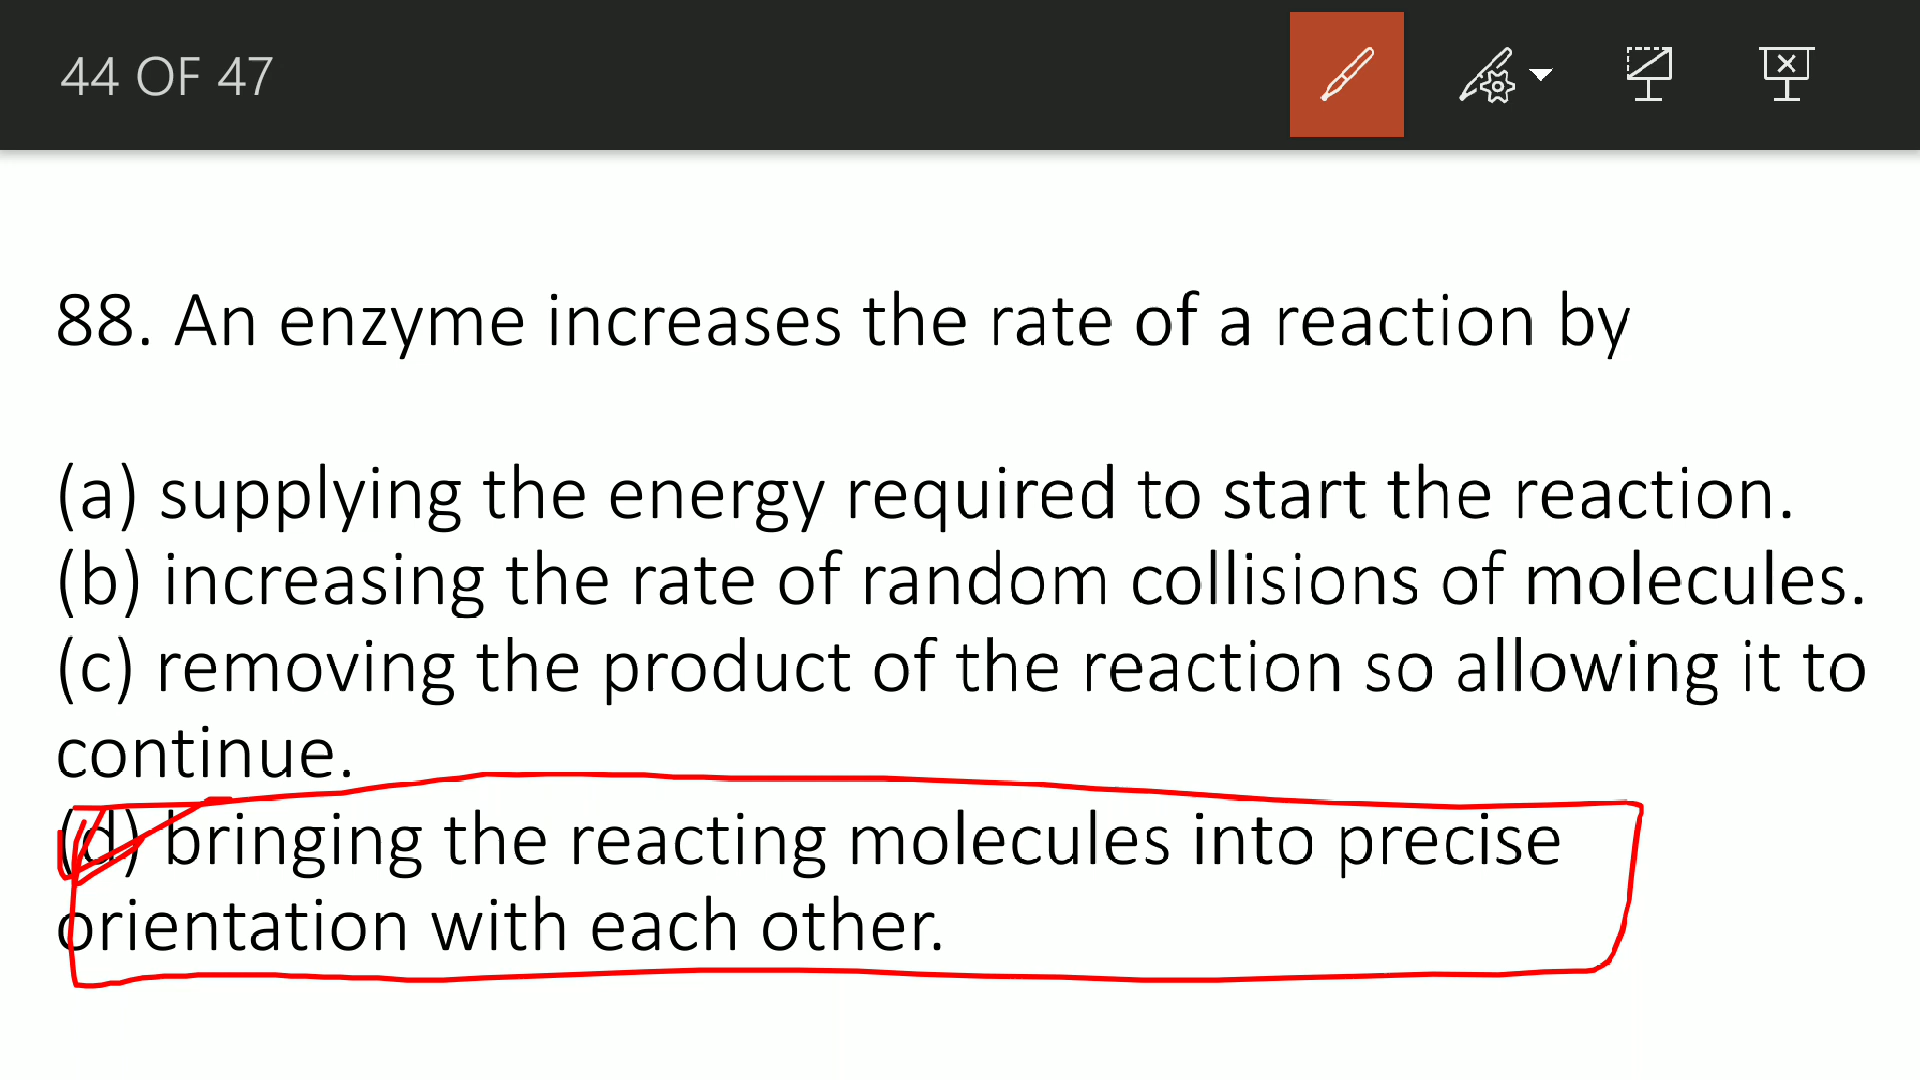 44 OF 47
88. An enzyme increases the rate of a reaction by
(a) supplying the energy required to start the reaction.
(b) increasing the rate of random collisions of molecules.
(c) removing the product of the reaction so allowing it to
continue.
(d) bringing the reacting molecules into precise
orientation with each other.